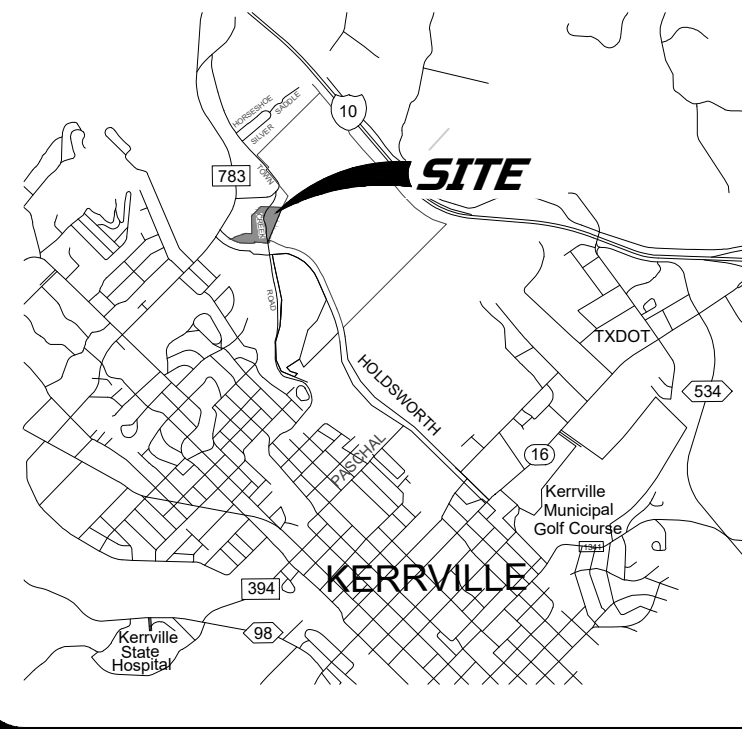 HORSESHOE
SADDLE
SILVER
10
783
TOWN
SITE
CREEK
ROAD
TXDOT
HOLDSWORTH
534
PASCHAL
16
Kerrville
Municipal
Golf Course
1341
KERRVILLE
394
98
Kerrville
State
Hospital